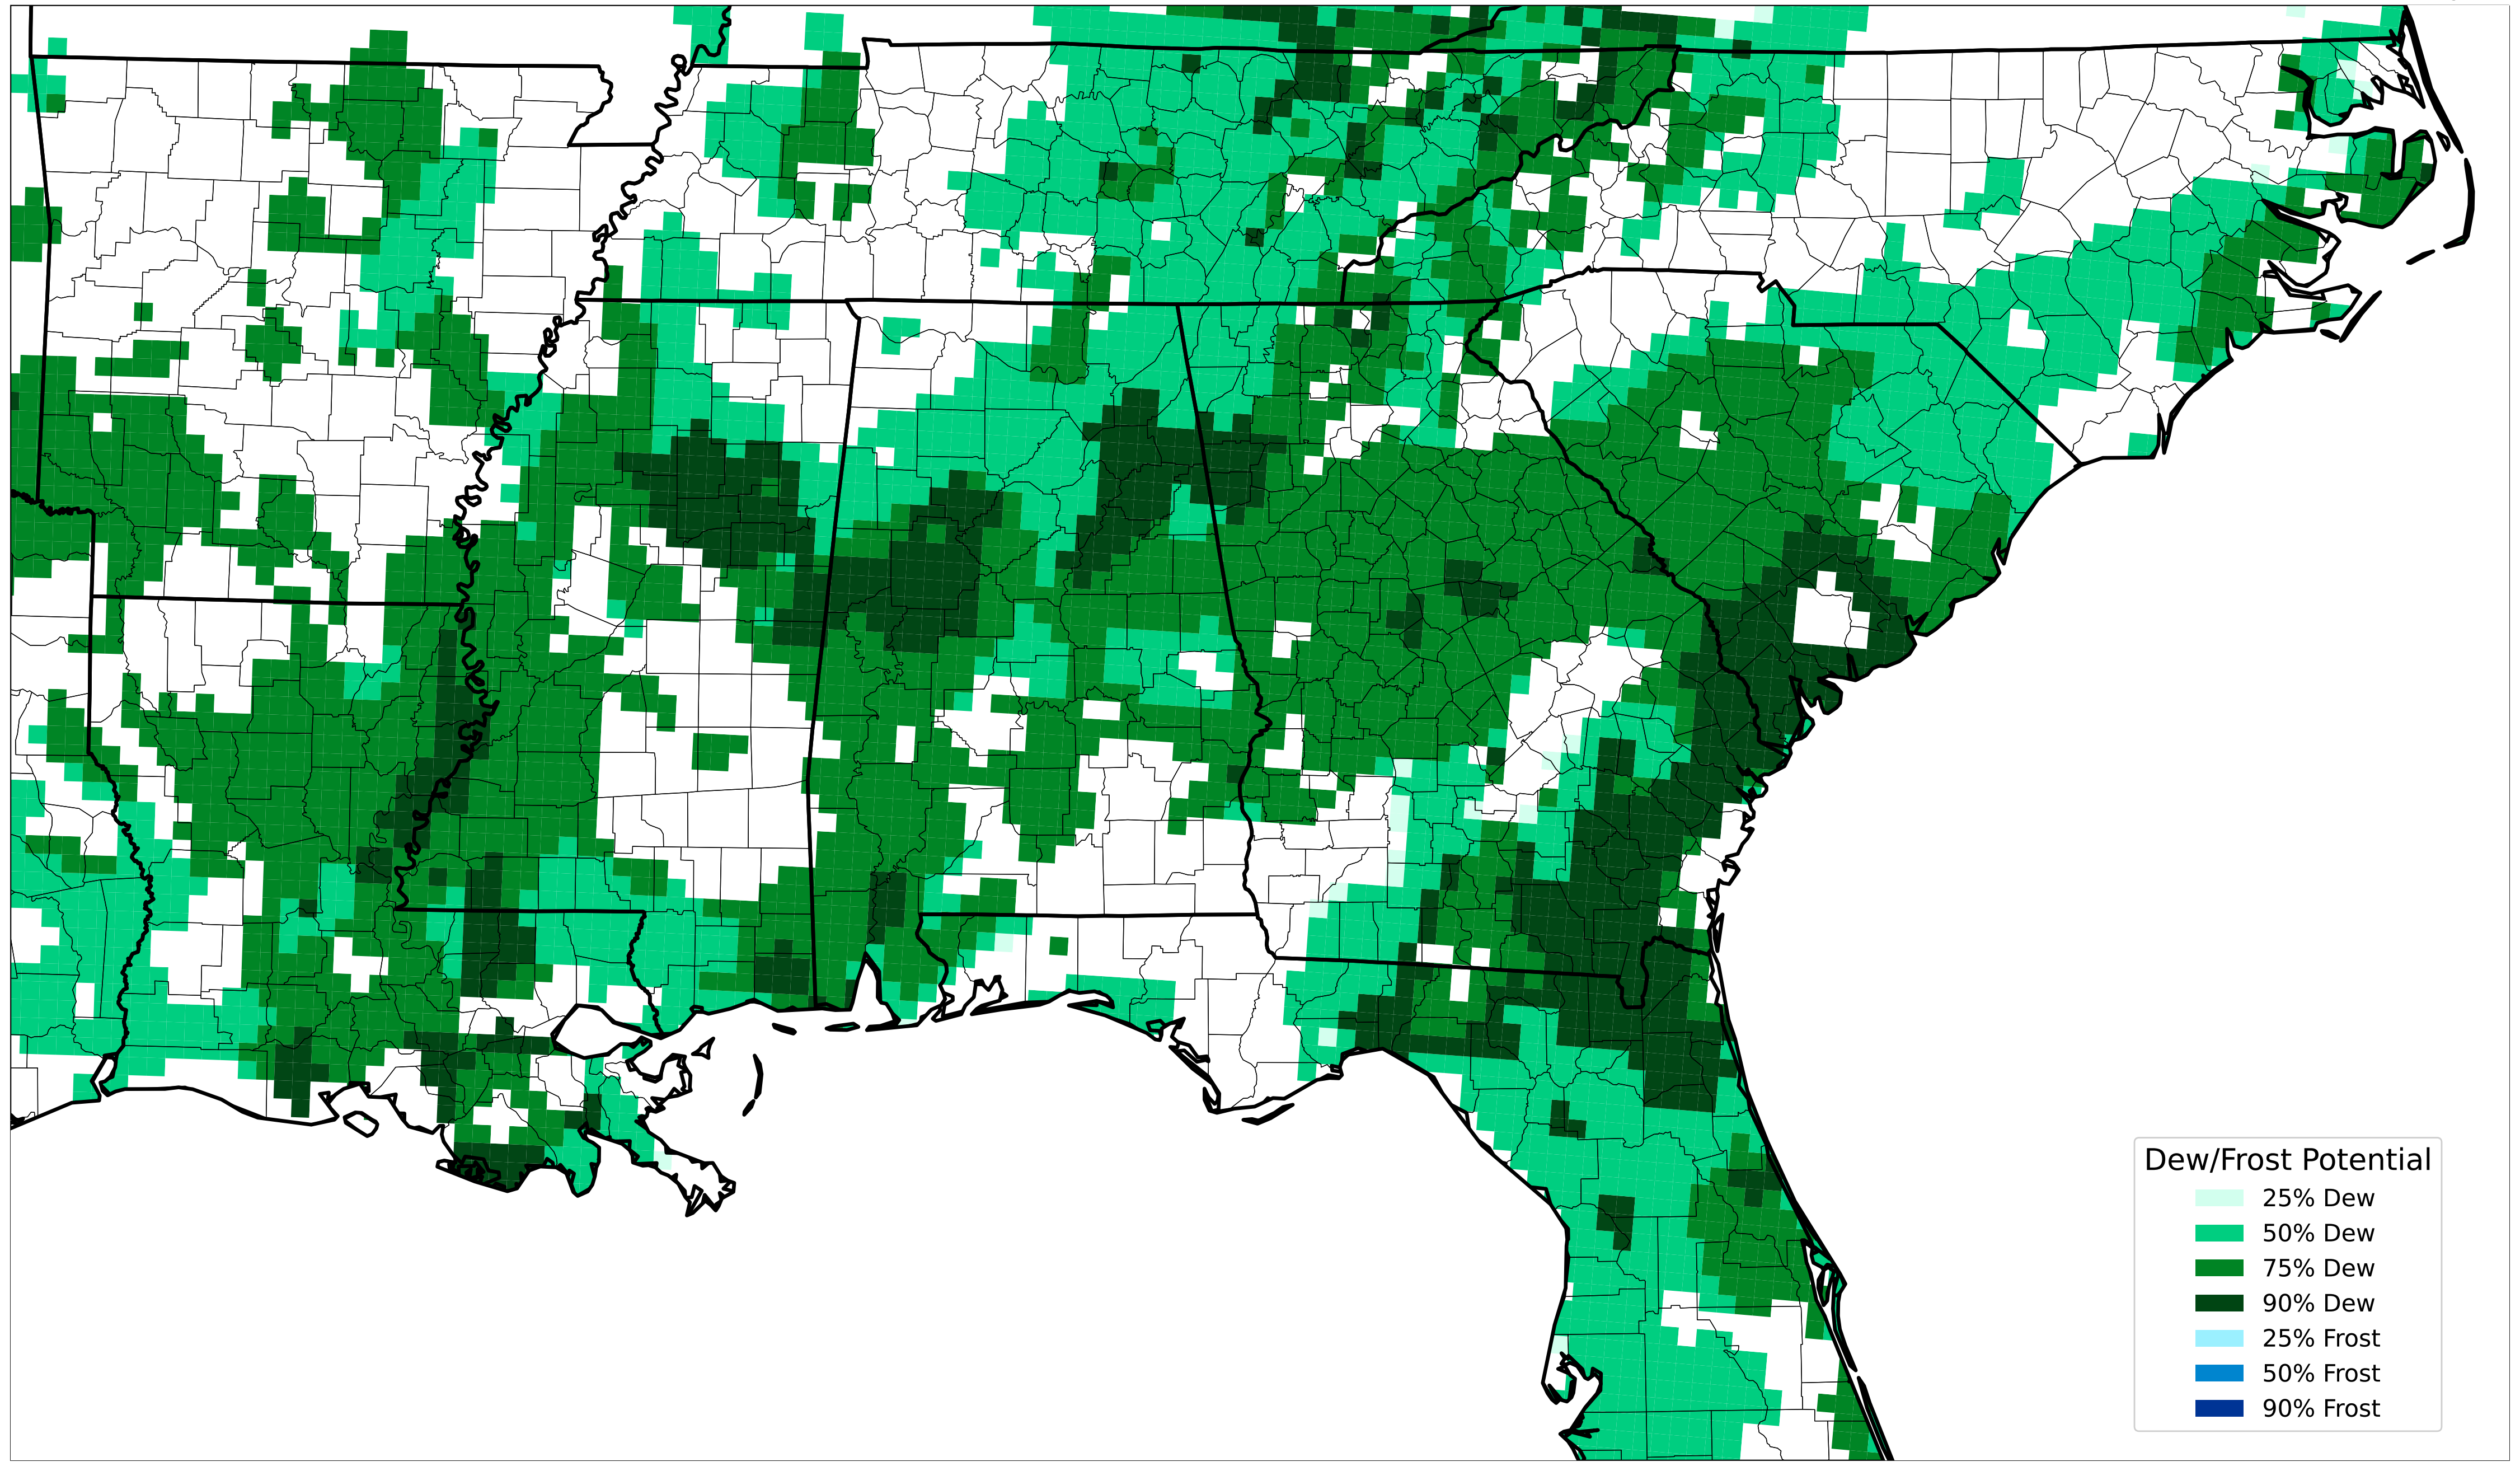 Dew/Frost Potential
25% Dew
50% Dew
75% Dew
90% Dew
25% Frost
50% Frost
90% Frost